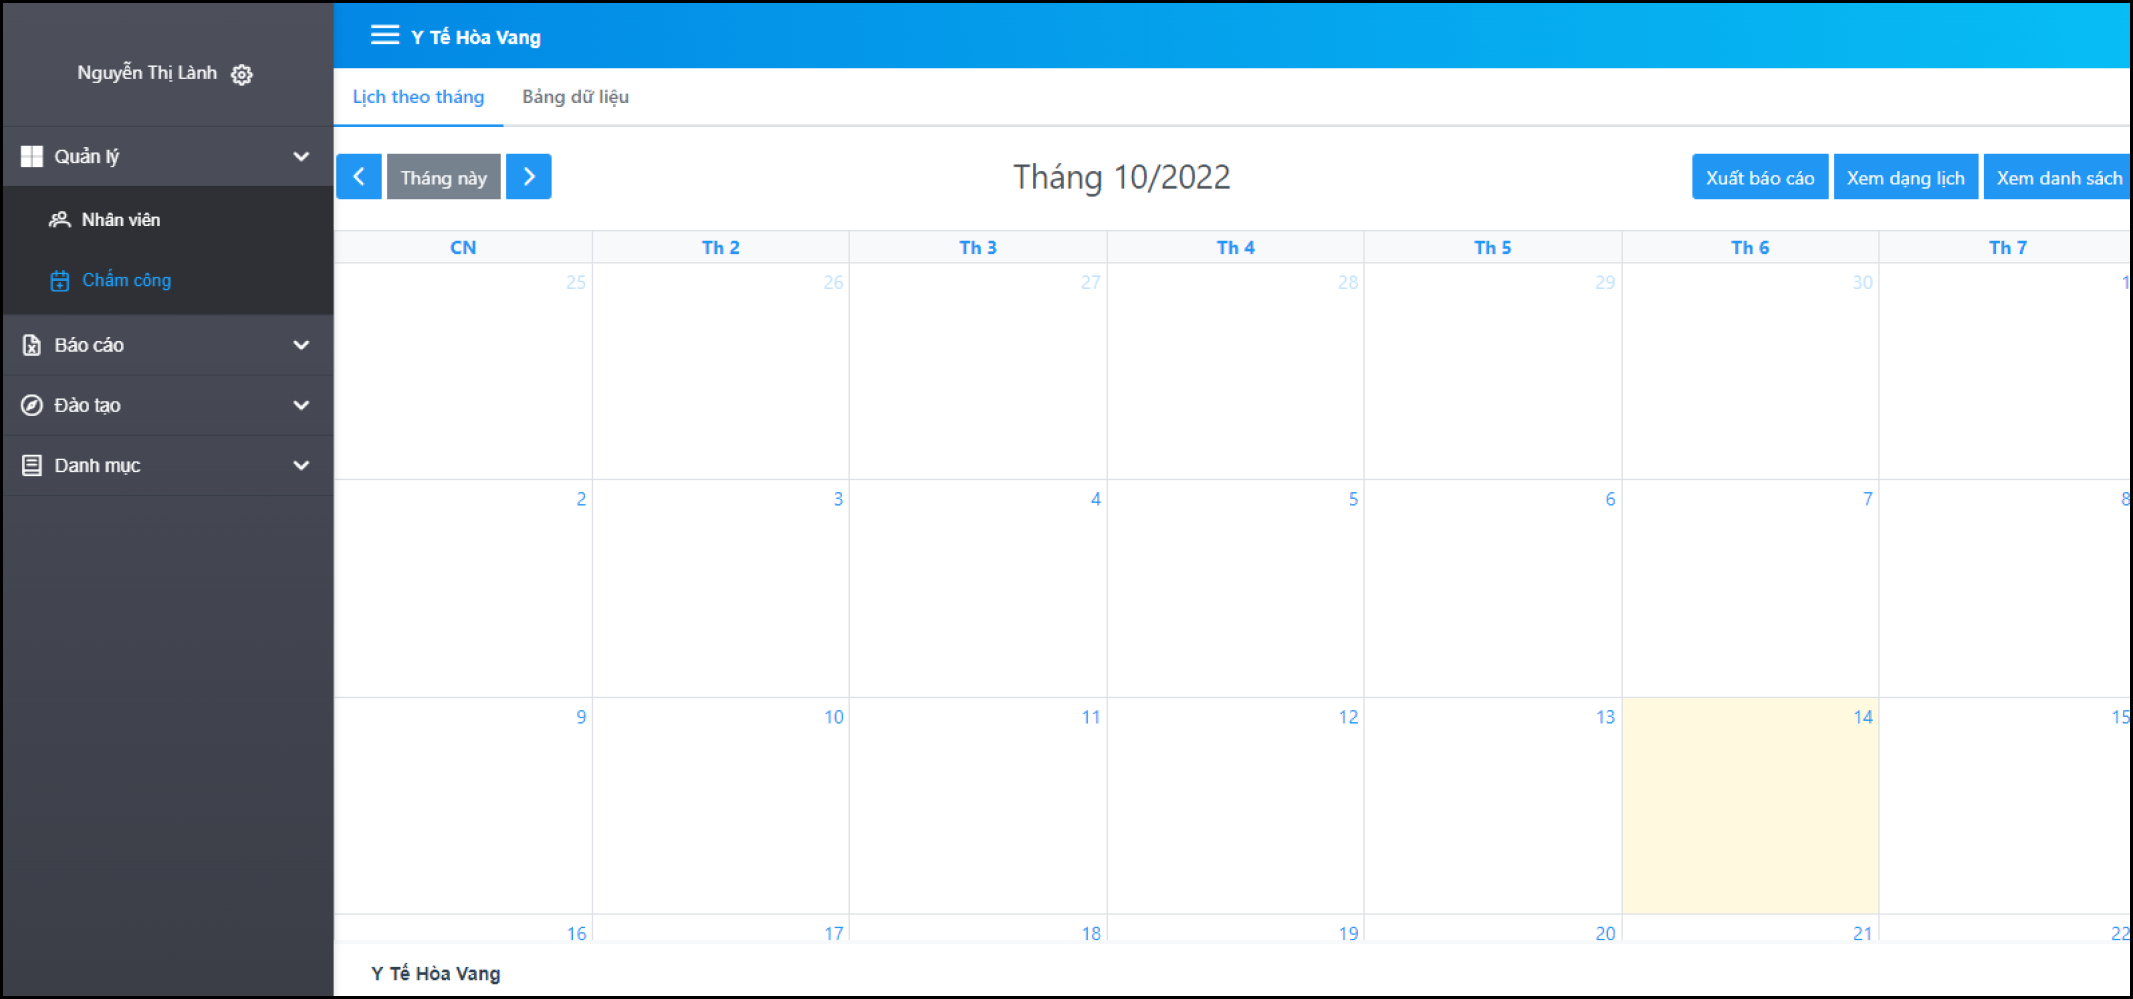 Nguyễn Thị Lành
Quản lý
Nhân viên
Chấm công
Báo cáo
Đào tạo
Danh mục
Y Tế Hòa Vang
Lịch theo tháng Bảng dữ liệu
Tháng này Tháng 10/2022 Xuất báo cáo Xem dạng lịch Xem danh sách
CN Th 2 Th 3 Th 4 Th 5 Th 6 Th 7
25 26 27 28 29 30 1
2 3 4 5 6 7 8
9 10 11 12 13 14 15
16 17 18 19 20 21 22
Y Tế Hòa Vang